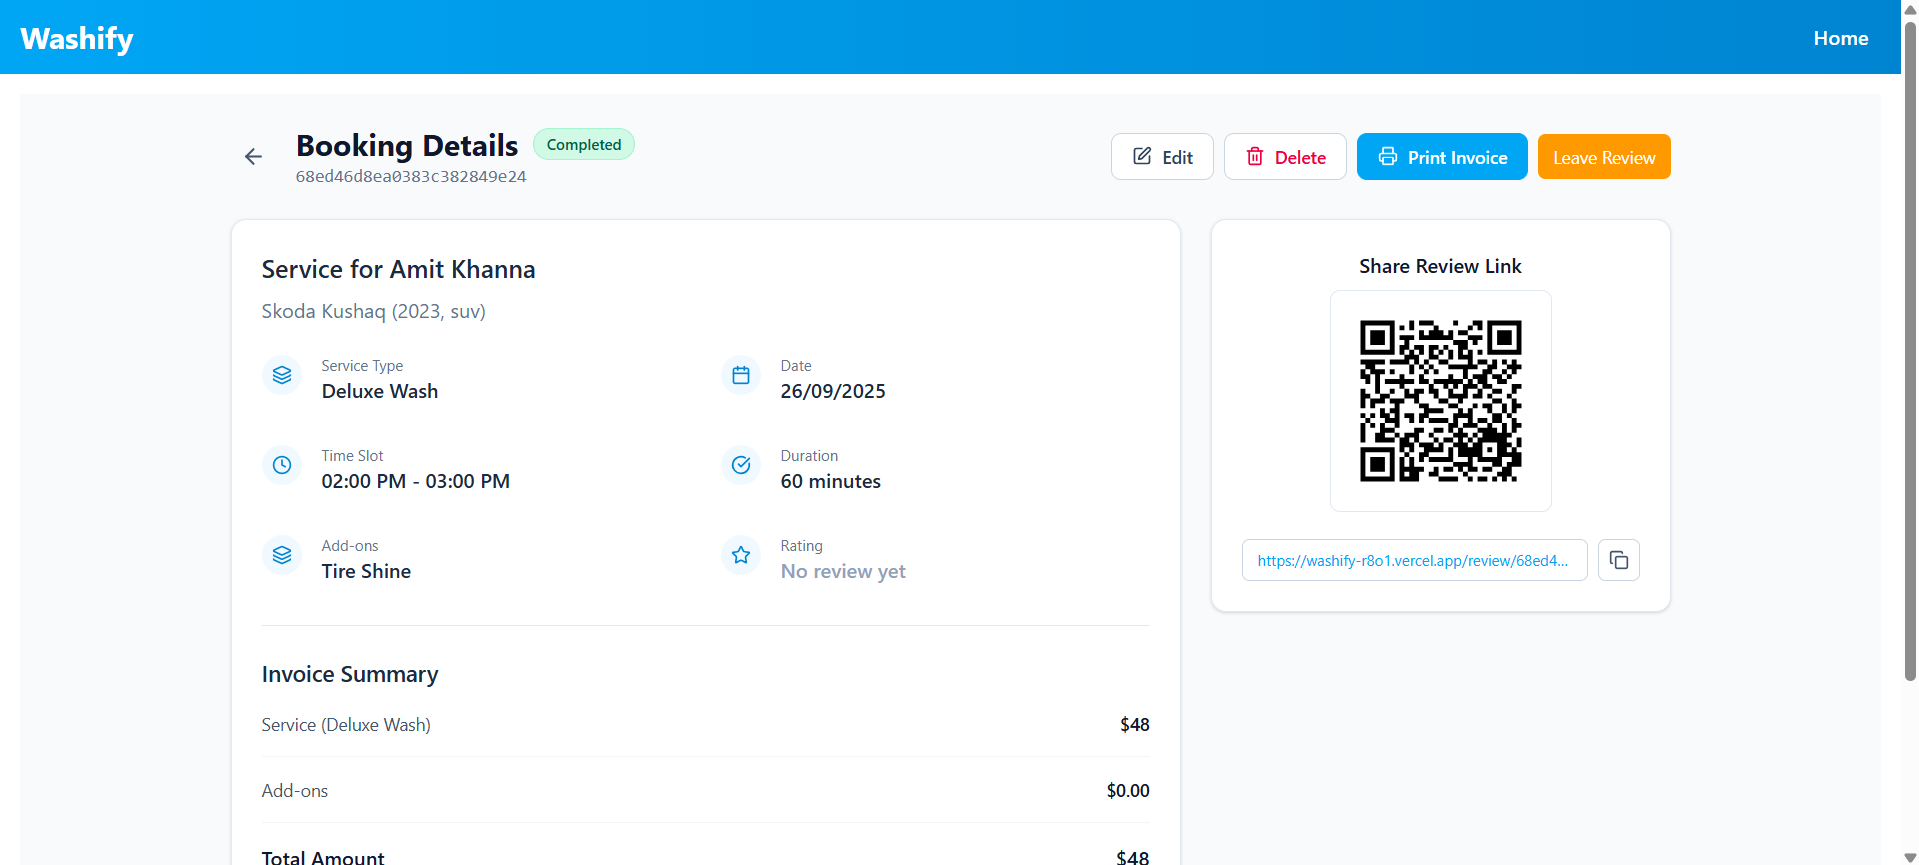 Washify
Home
Booking Details
Completed
68ed46d8ea0383c382849e24
Edit
Delete
Print Invoice
Leave Review
Service for Amit Khanna
Skoda Kushaq (2023, suv)
Service Type
Deluxe Wash
Date
26/09/2025
Time Slot
02:00 PM - 03:00 PM
Duration
60 minutes
Add-ons
Tire Shine
Rating
No review yet
Invoice Summary
Service (Deluxe Wash)
$48
Add-ons
$0.00
Total Amount
$48
Share Review Link
https://washify-r8o1.vercel.app/review/68ed4...